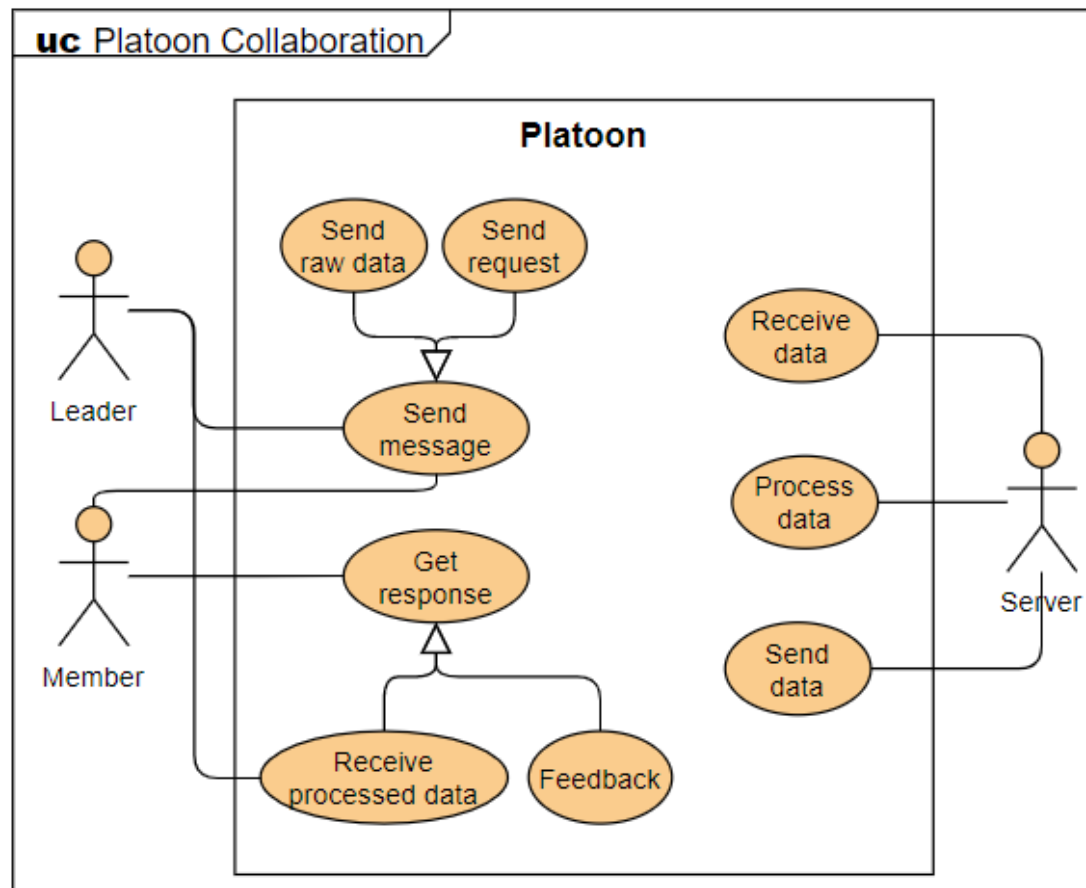 uc Platoon Collaboration
Platoon
Send
raw data
Send
request
Leader
Send
message
Receive
data
Process
data
Server
Get
response
Member
Send
data
Receive
processed data
Feedback